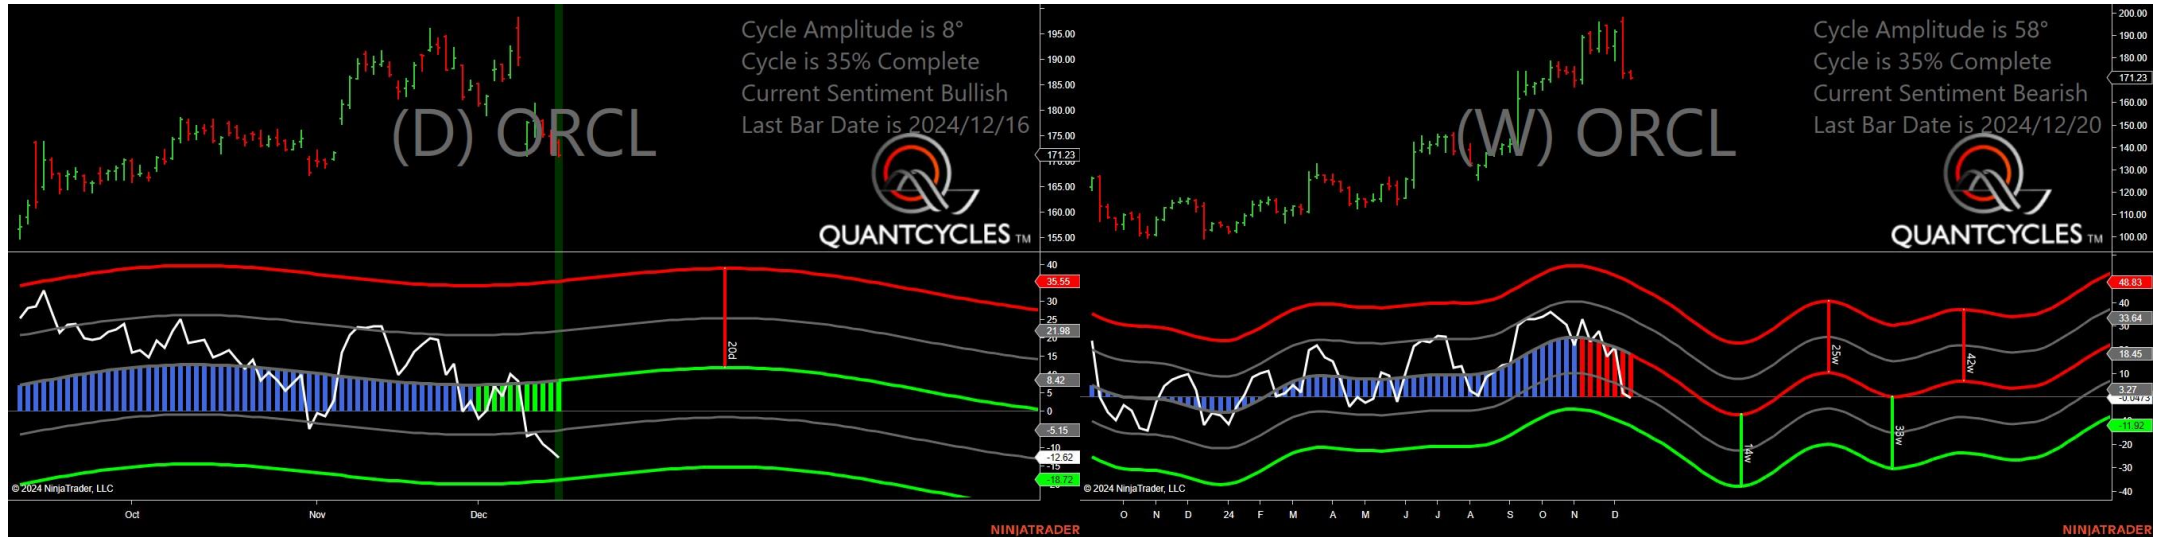 Cycle Amplitude is 8°
Cycle is 35% Complete
Current Sentiment Bullish
Last Bar Date is 2024/12/16
(D) ORCL
QUANTCYCLES TM
195.00
190.00
185.00
180.00
175.00
171.23
170.00
165.00
160.00
155.00
40
35.55
30
25
21.98
20
15
10
8.42
5
0
-5.15
-10
-12.62
-15
-18.72
-20
20d
© 2024 NinjaTrader, LLC
Oct Nov Dec
NINJATRADER
Cycle Amplitude is 58°
Cycle is 35% Complete
Current Sentiment Bearish
Last Bar Date is 2024/12/20
(W) ORCL
QUANTCYCLES TM
200.00
190.00
180.00
171.23
160.00
150.00
140.00
130.00
120.00
110.00
100.00
48.83
40
33.64
30
18.45
10
3.27
-0.0473
-11.92
-20
-30
-40
14w
25w
38w
42w
© 2024 NinjaTrader, LLC
O N D 24 F M A M J J A S O N D
NINJATRADER